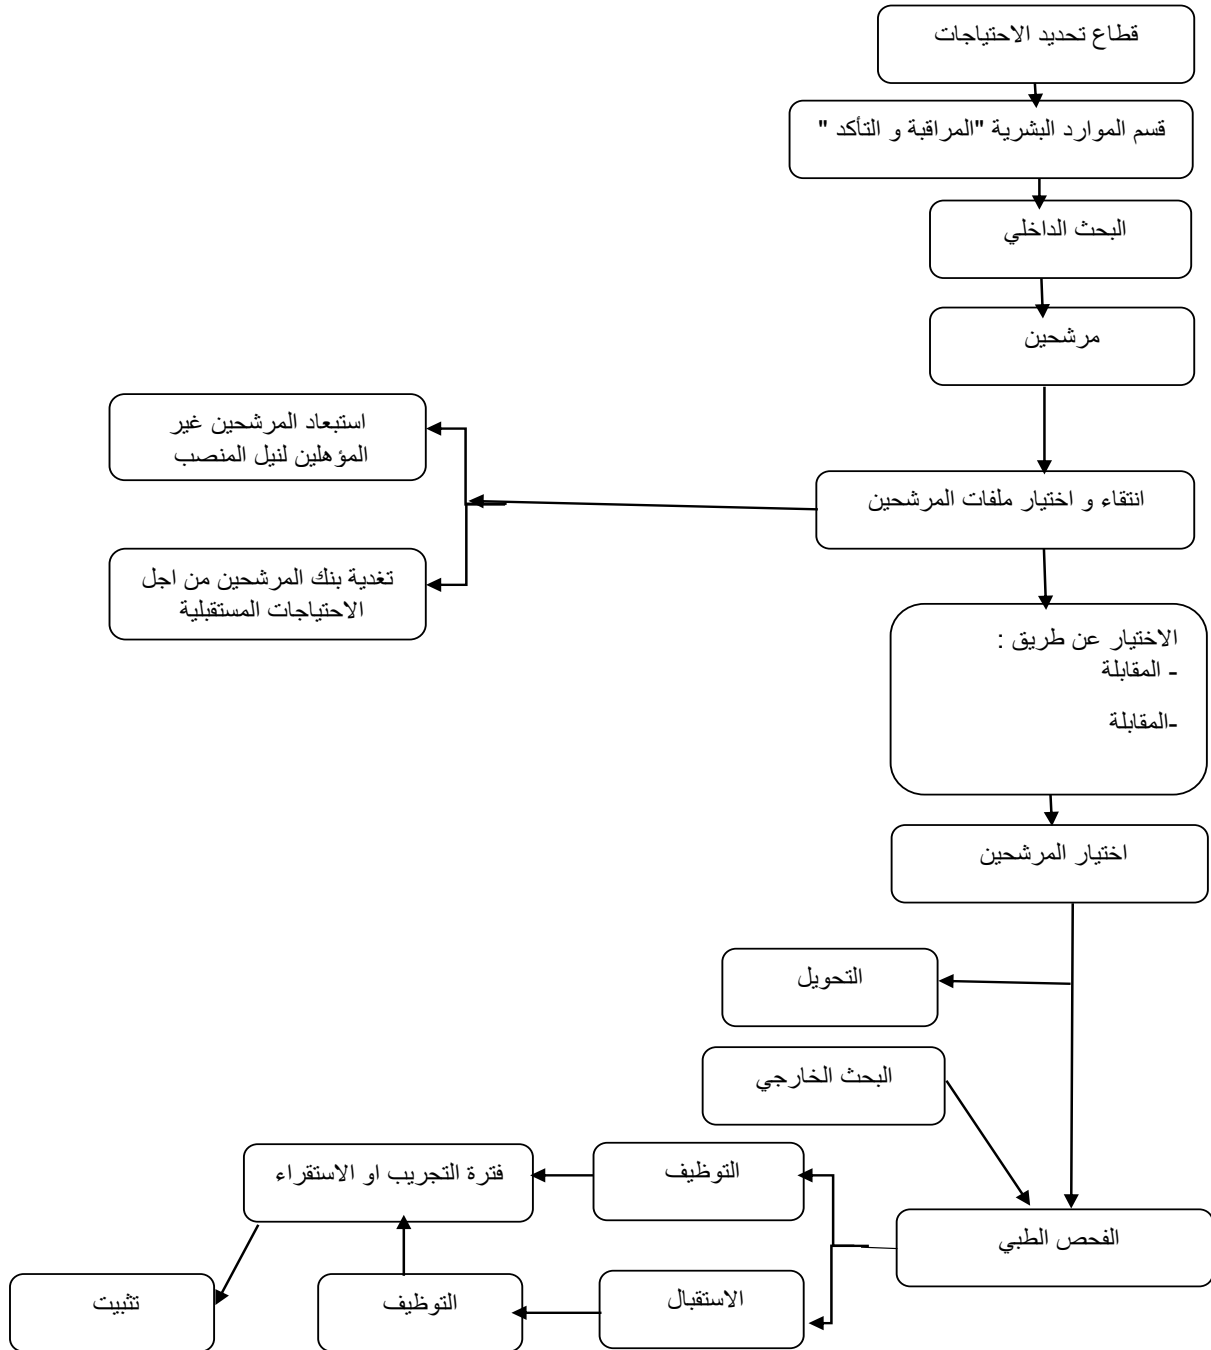 قطاع تحديد الاحتياجات
قسم الموارد البشرية "المراقبة و التأكد "
البحث الداخلي
مرشحين
استبعاد المرشحين غير
المؤهلين لنيل المنصب
انتقاء و اختيار ملفات المرشحين
تغدية بنك المرشحين من اجل
الاحتياجات المستقبلية
الاختيار عن طريق :
- المقابلة
-المقابلة
اختيار المرشحين
التحويل
البحث الخارجي
التوظيف
فترة التجريب او الاستقراء
الفحص الطبي
الاستقبال
التوظيف
تثبيت